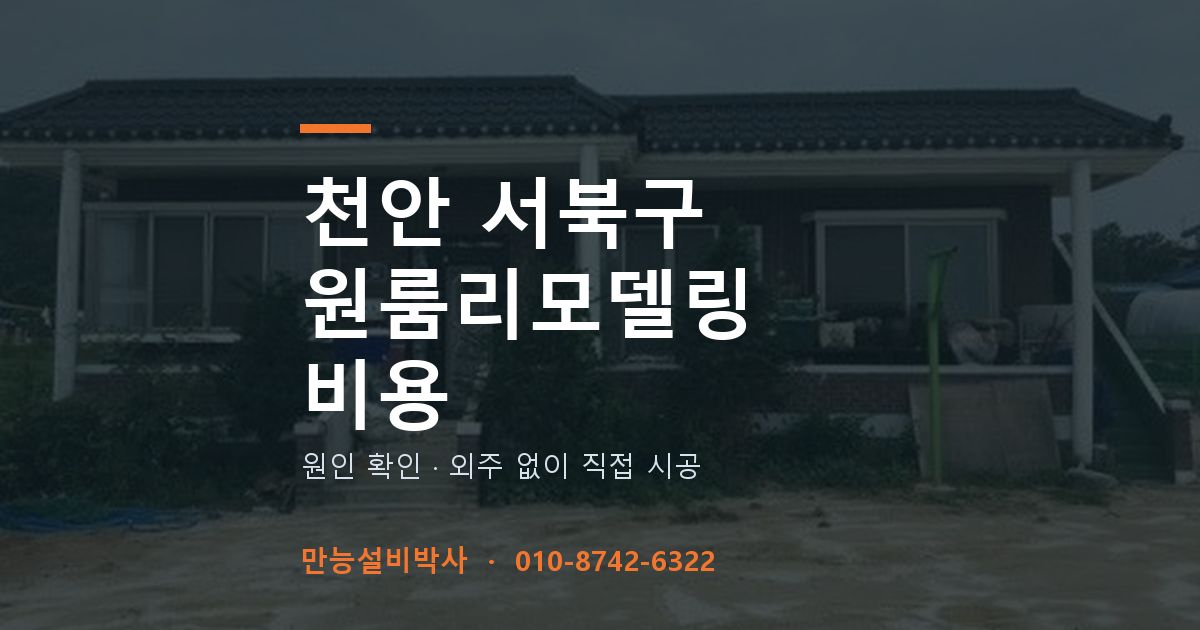 천안 서북구
원룸리모델링
비용
원인 확인 · 외주 없이 직접 시공
만능설비박사 · 010-8742-6322